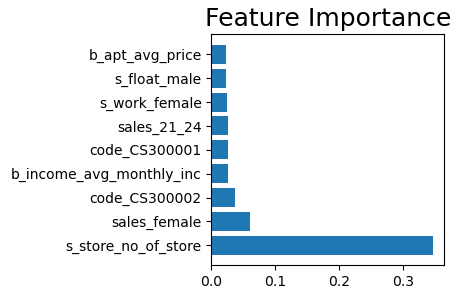 Feature Importance
b_apt_avg_price
s_float_male
s_work_female
sales_21_24
code_CS300001
b_income_avg_monthly_inc
code_CS300002
sales_female
s_store_no_of_store
0.0 0.1 0.2 0.3